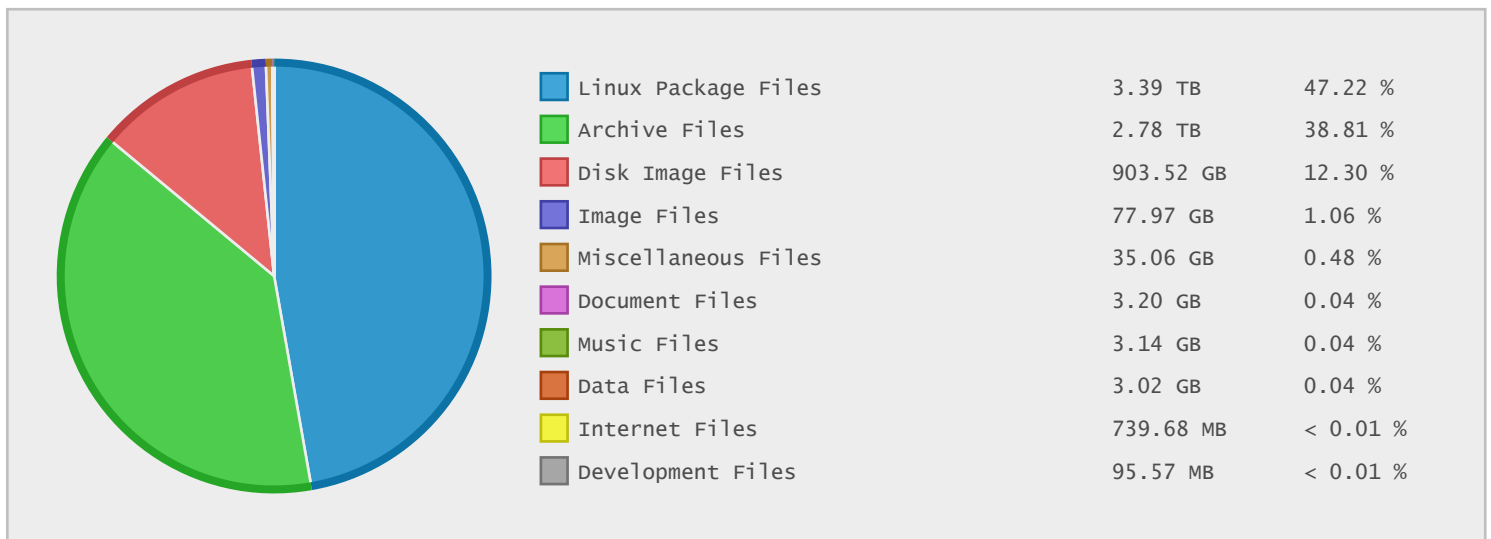 Linux Package Files 3.39 TB 47.22 %
Archive Files 2.78 TB 38.81 %
Disk Image Files 903.52 GB 12.30 %
Image Files 77.97 GB 1.06 %
Miscellaneous Files 35.06 GB 0.48 %
Document Files 3.20 GB 0.04 %
Music Files 3.14 GB 0.04 %
Data Files 3.02 GB 0.04 %
Internet Files 739.68 MB < 0.01 %
Development Files 95.57 MB < 0.01 %